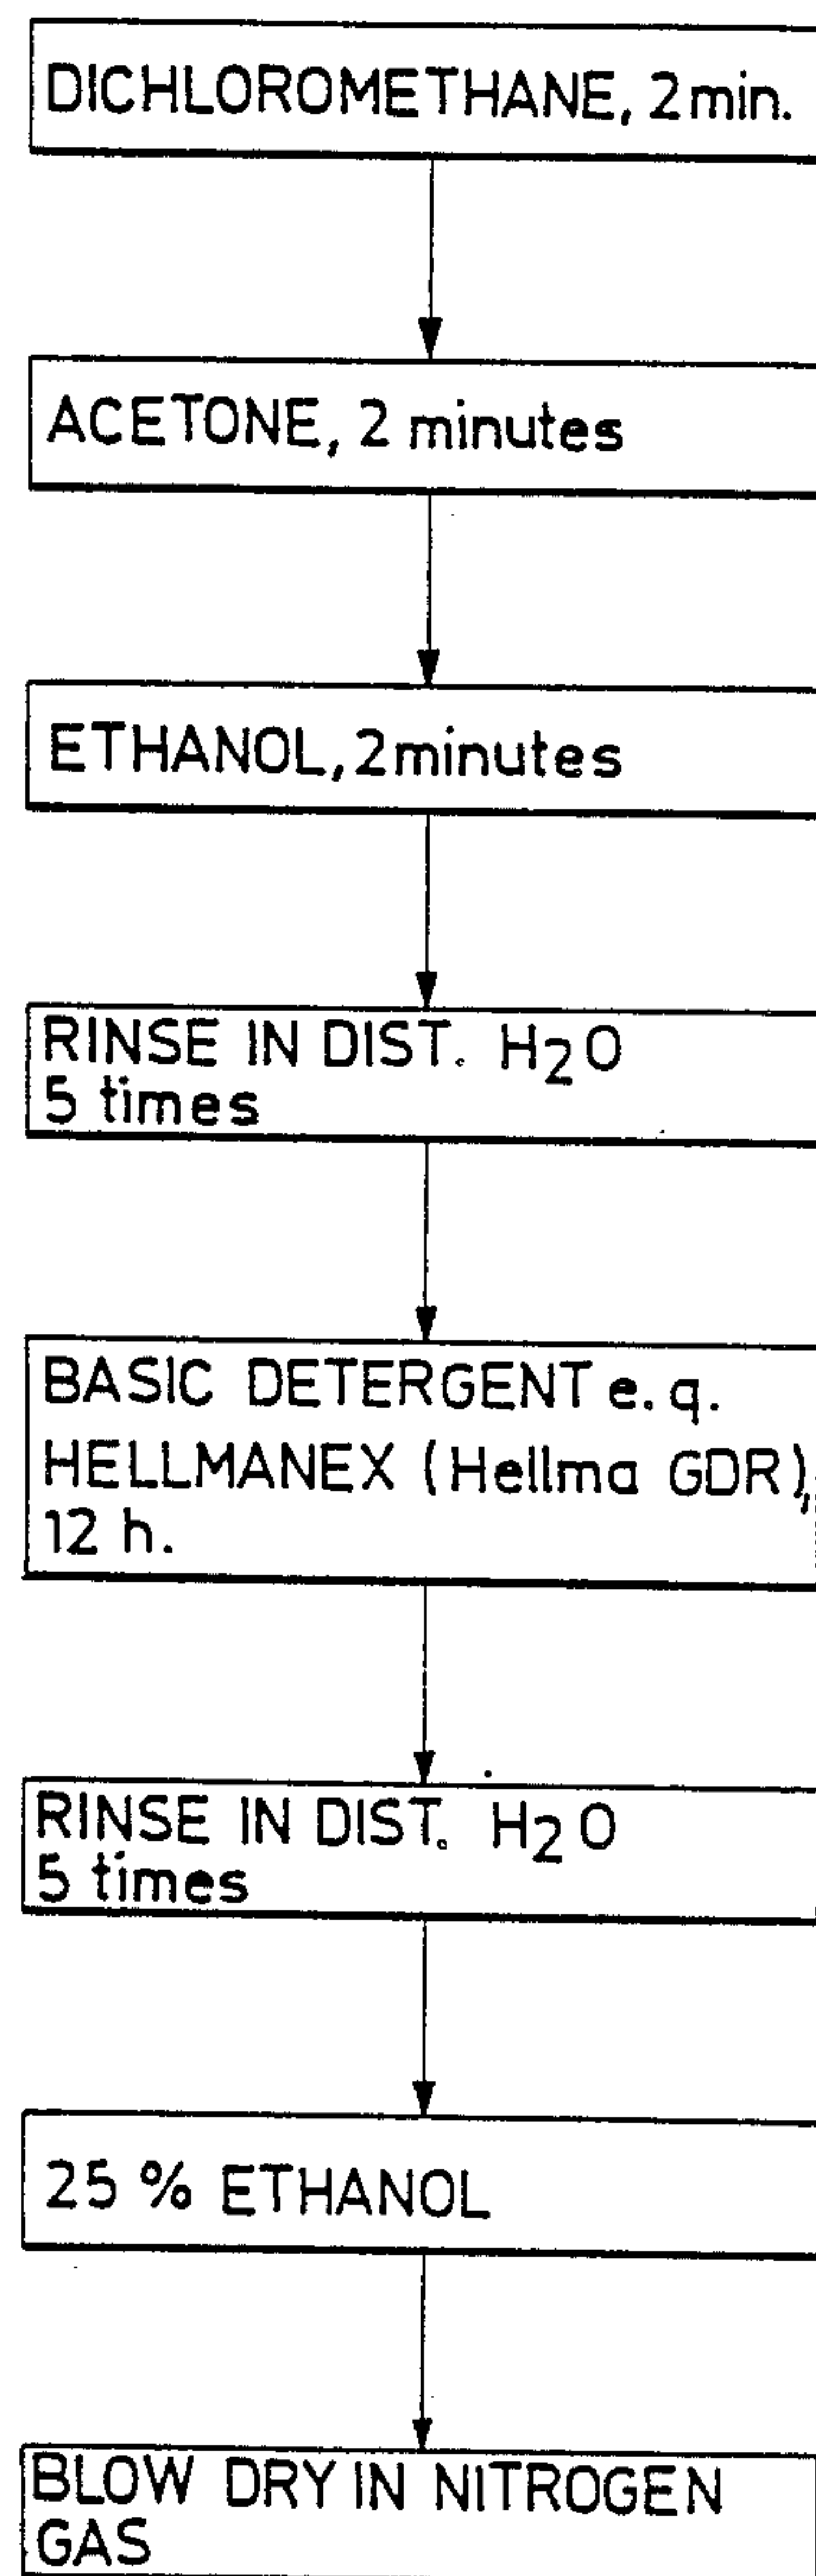 DICHLOROMETHANE, 2 min.
ACETONE, 2 minutes
ETHANOL, 2 minutes
RINSE IN DIST. H₂O
5 times
BASIC DETERGENT e.q.
HELLMANEX (Hellma GDR),
12 h.
RINSE IN DIST. H₂O
5 times
25 % ETHANOL
BLOW DRY IN NITROGEN
GAS